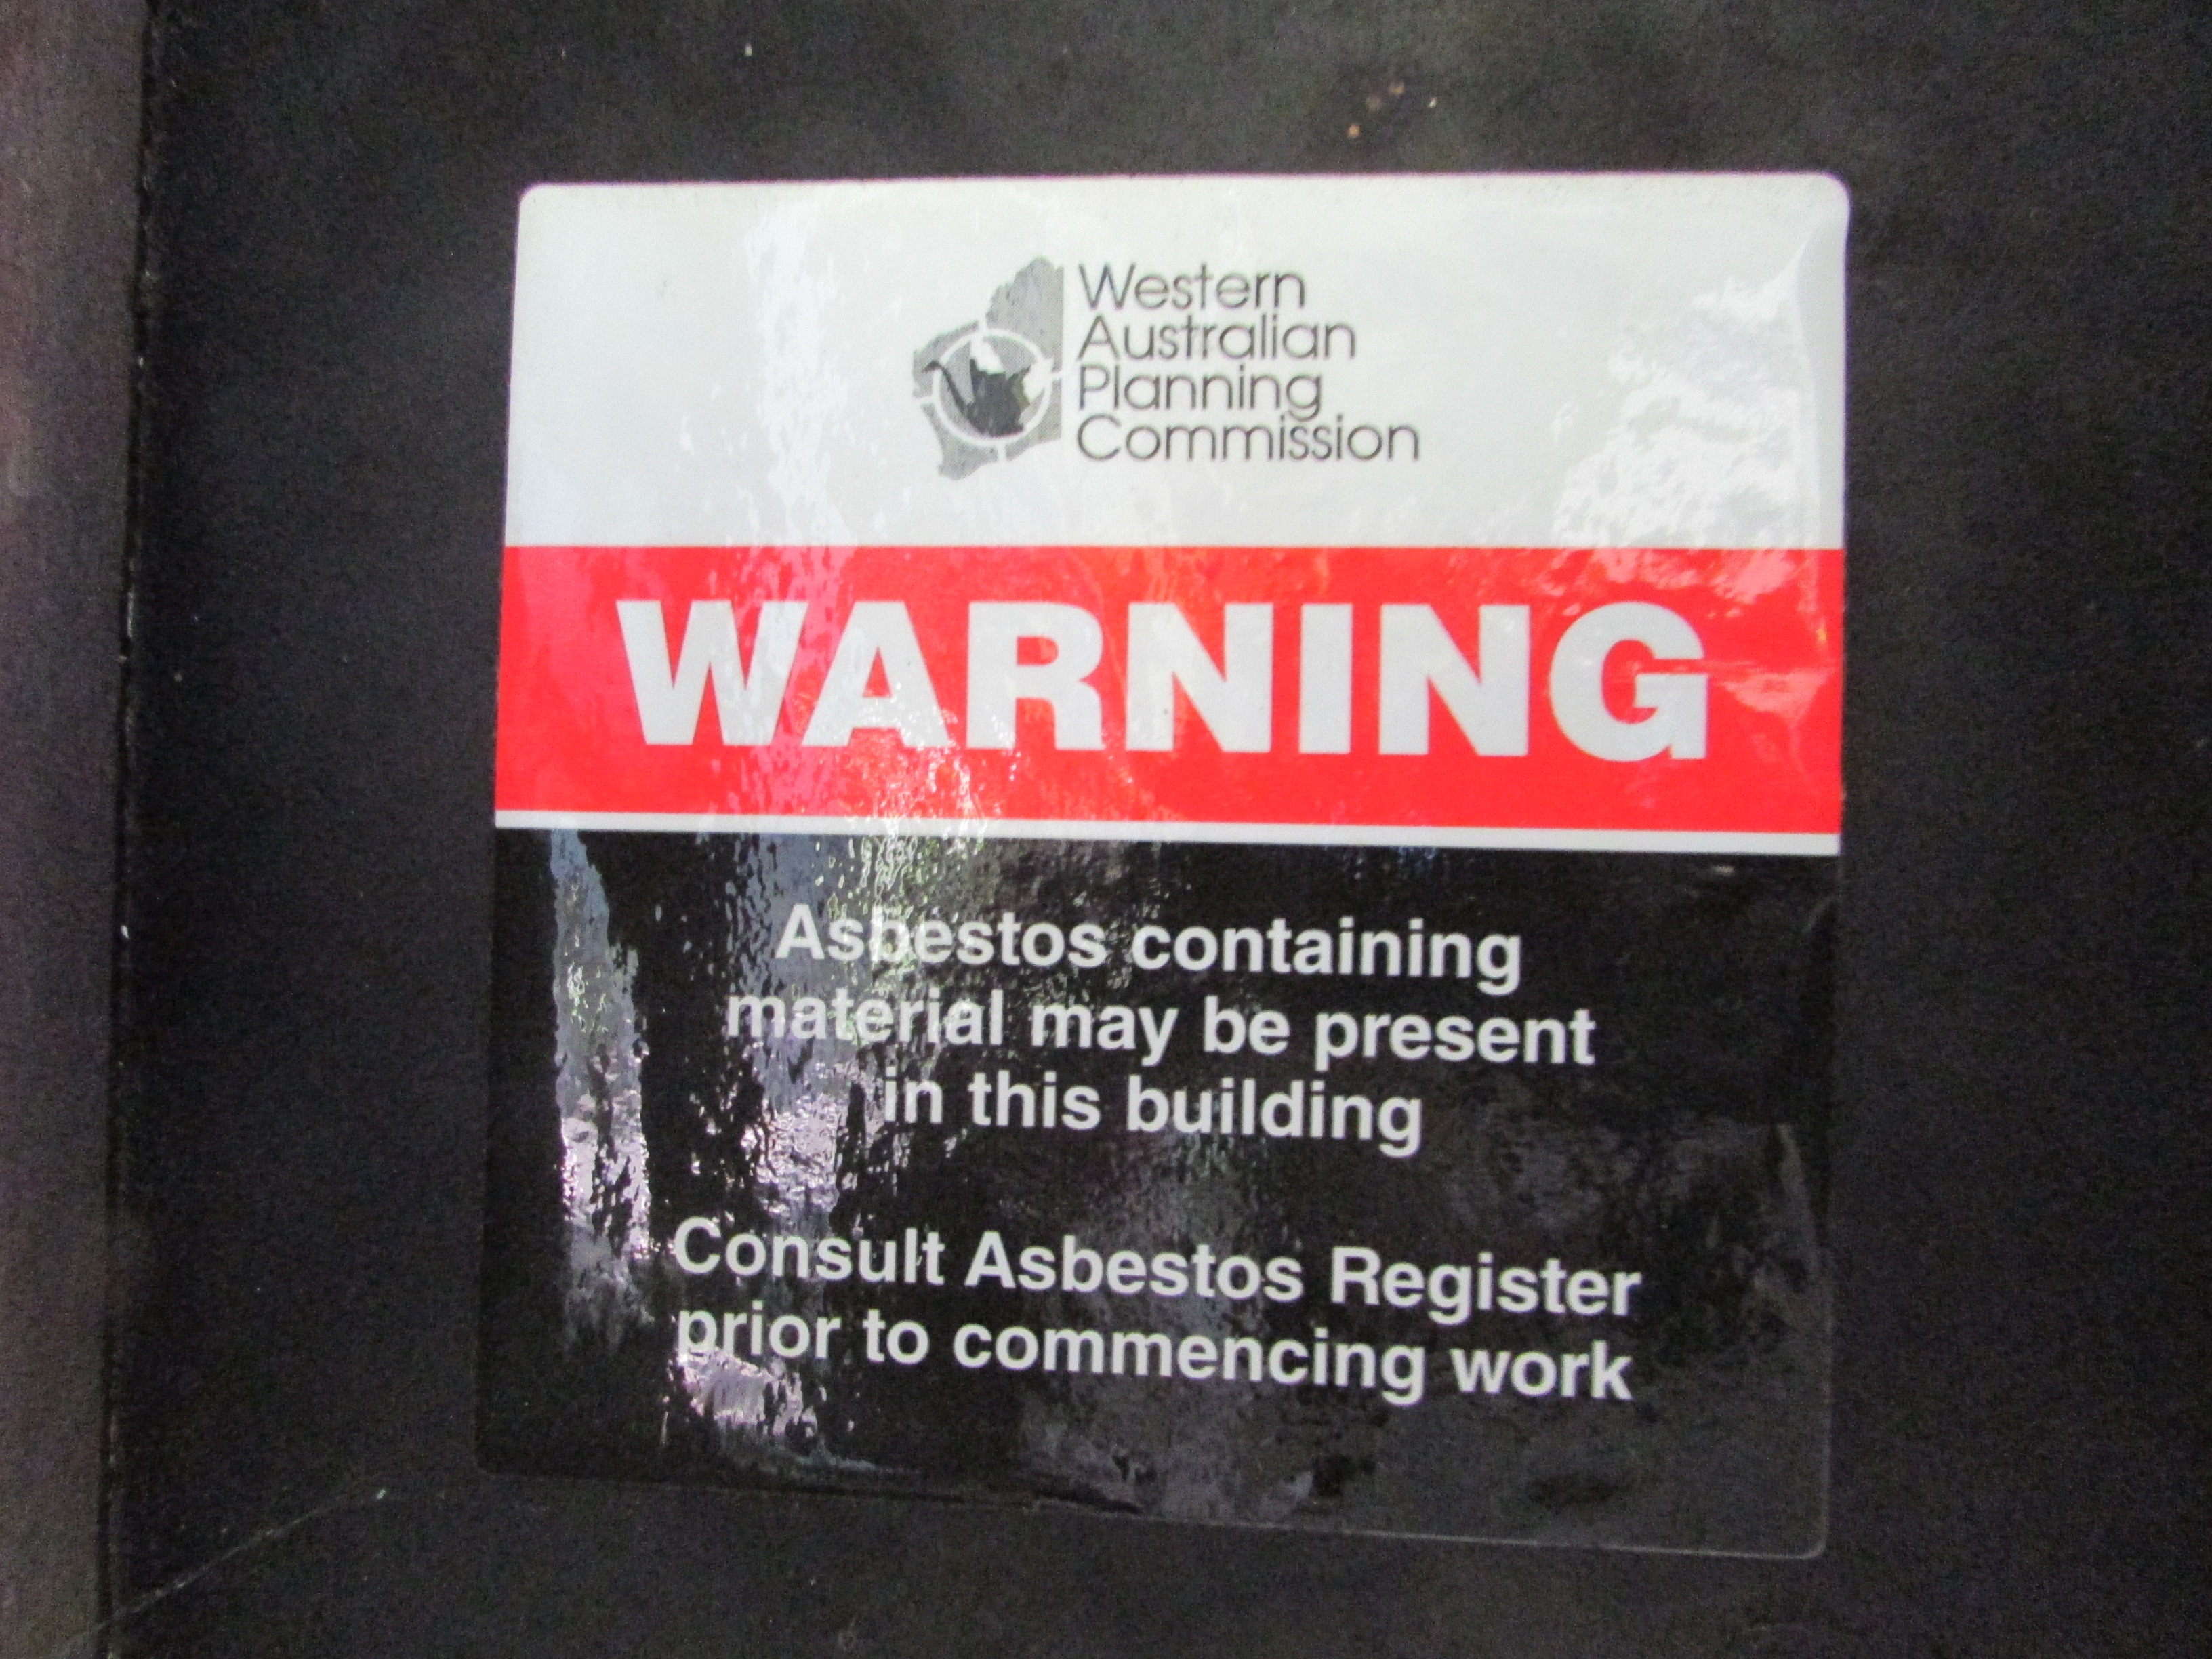 Western
Australian
Planning
Commission
WARNING
Asbestos containing
material may be present
in this building
Consult Asbestos Register
prior to commencing work